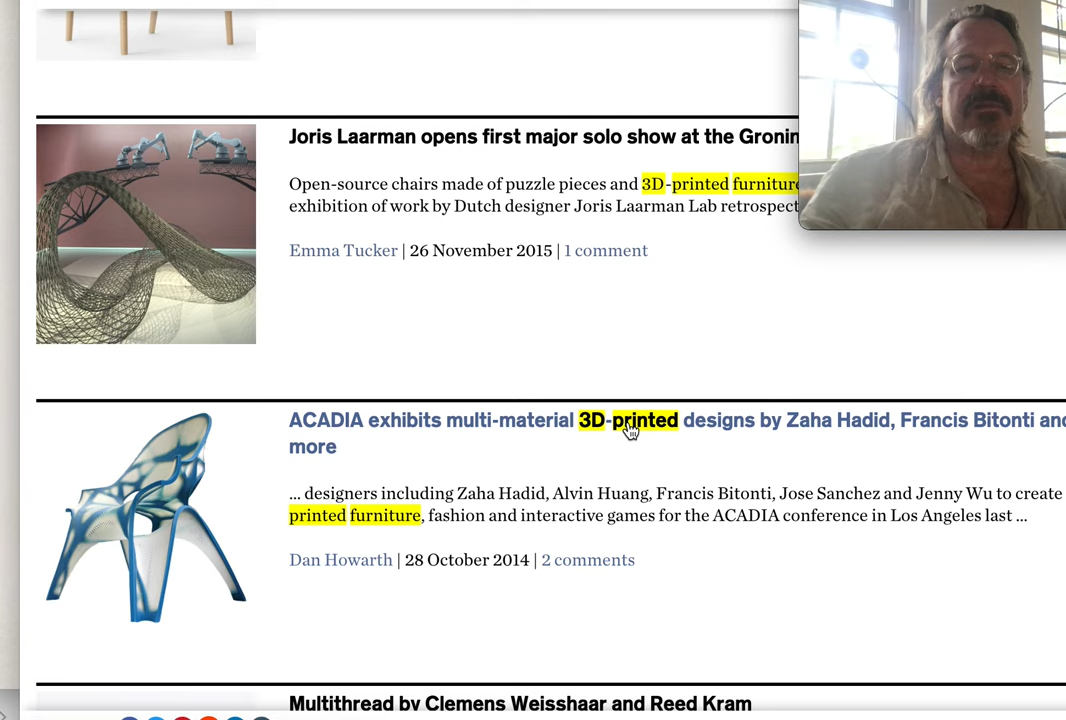 Joris Laarman opens first major solo show at the Gronin
Open-source chairs made of puzzle pieces and 3D-printed furniture
exhibition of work by Dutch designer Joris Laarman Lab retrospect
Emma Tucker | 26 November 2015 | 1 comment
ACADIA exhibits multi-material 3D-printed designs by Zaha Hadid, Francis Bitonti and
more
... designers including Zaha Hadid, Alvin Huang, Francis Bitonti, Jose Sanchez and Jenny Wu to create
printed furniture, fashion and interactive games for the ACADIA conference in Los Angeles last ...
Dan Howarth | 28 October 2014 | 2 comments
Multithread by Clemens Weisshaar and Reed Kram